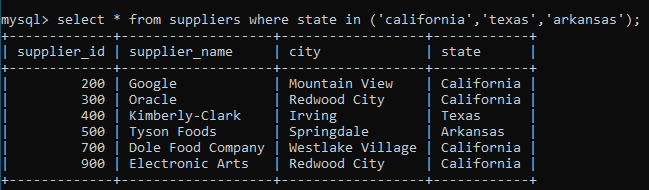 mysql> select * from suppliers where state in ('california','texas','arkansas');
+-------------+-------------------+------------------+------------+
| supplier_id | supplier_name     | city             | state      |
+-------------+-------------------+------------------+------------+
|         200 | Google            | Mountain View    | California |
|         300 | Oracle            | Redwood City     | California |
|         400 | Kimberly-Clark    | Irving           | Texas      |
|         500 | Tyson Foods       | Springdale       | Arkansas   |
|         700 | Dole Food Company | Westlake Village | California |
|         900 | Electronic Arts   | Redwood City     | California |
+-------------+-------------------+------------------+------------+